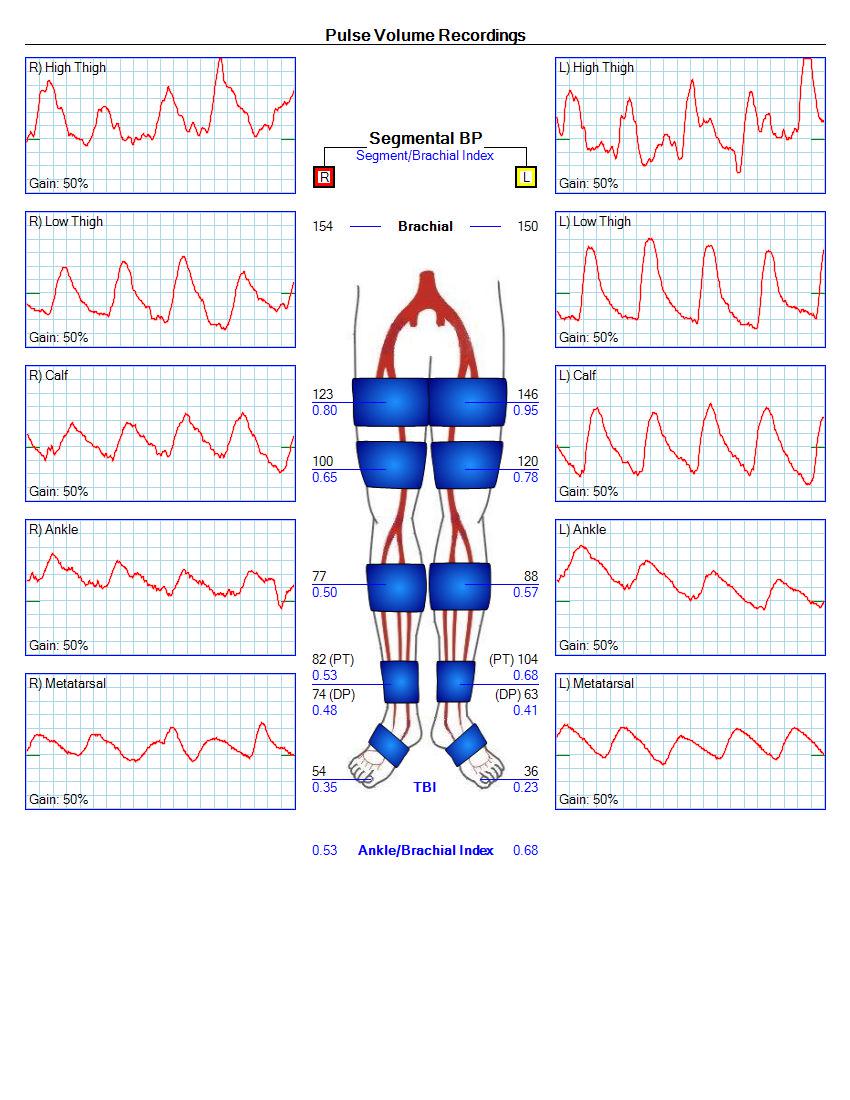 Pulse Volume Recordings
R) High Thigh
Gain: 50%
R) Low Thigh
Gain: 50%
R) Calf
Gain: 50%
R) Ankle
Gain: 50%
R) Metatarsal
Gain: 50%
Segmental BP
Segment/Brachial Index
R L
154 Brachial 150
123 146
0.80 0.95
100 120
0.65 0.78
77 88
0.50 0.57
82 (PT) (PT) 104
0.53 0.68
74 (DP) (DP) 63
0.48 0.41
54 36
0.35 TBI 0.23
0.53 Ankle/Brachial Index 0.68
L) High Thigh
Gain: 50%
L) Low Thigh
Gain: 50%
L) Calf
Gain: 50%
L) Ankle
Gain: 50%
L) Metatarsal
Gain: 50%